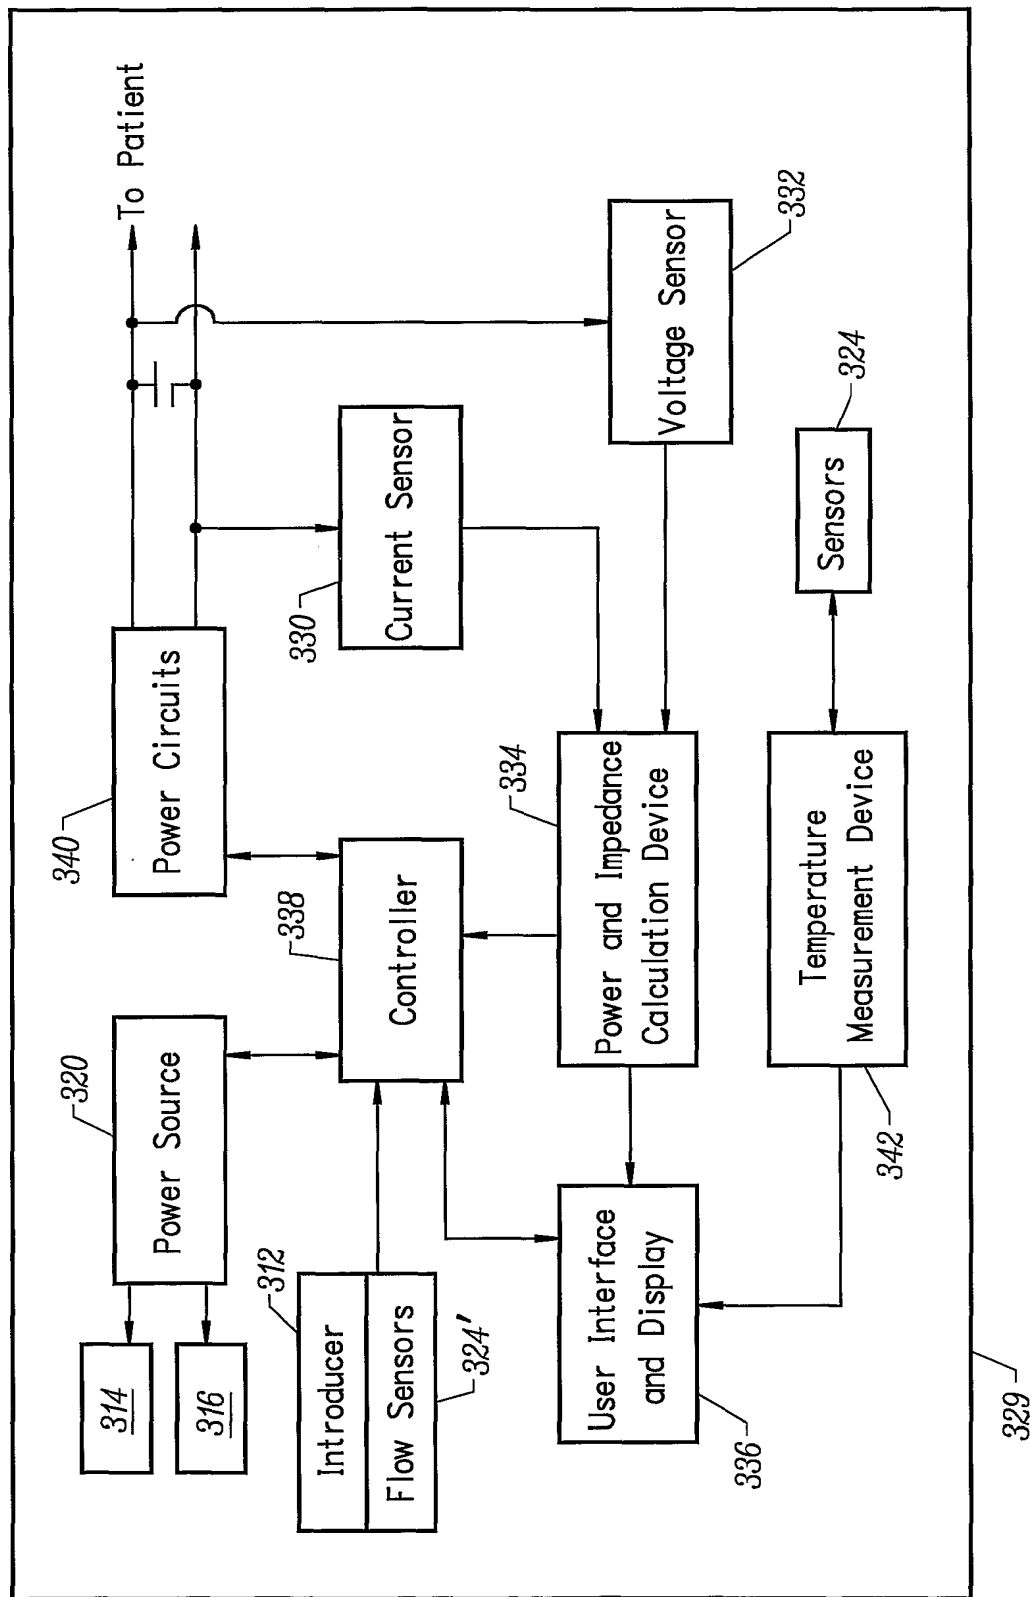 To Patient
340
Power Circuits
320
Power Source
314
316
330
Current Sensor
Voltage Sensor
332
338
Controller
312
Introducer
Flow Sensors
324'
334
Power and Impedance
Calculation Device
User Interface
and Display
336
Sensors
324
Temperature
Measurement Device
342
329